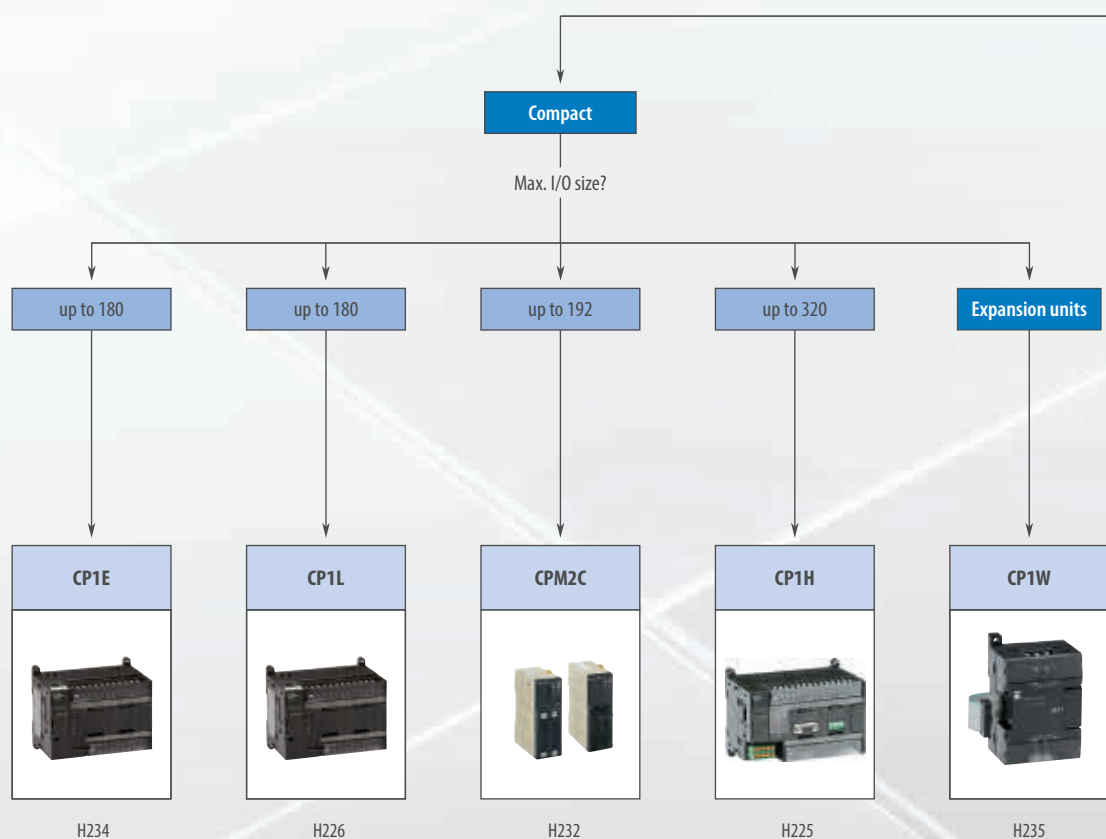 Compact
Max. I/O size?
up to 180
up to 180
up to 192
up to 320
Expansion units
CP1E
CP1L
CPM2C
CP1H
CP1W
H234
H226
H232
H225
H235